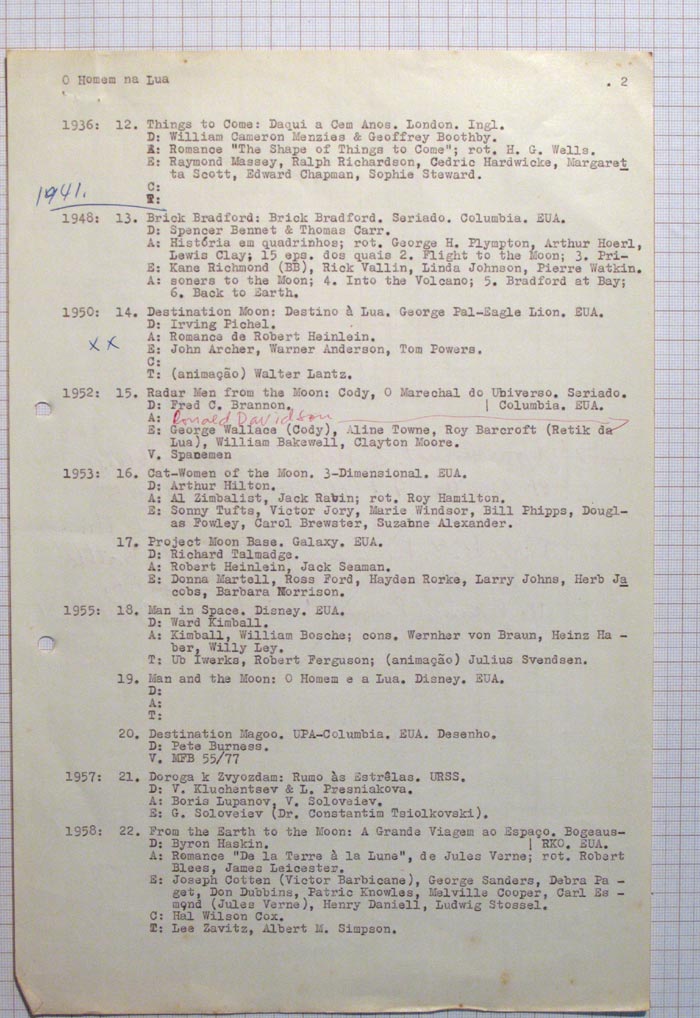 O Homem na Lua . 2
1936: 12. Things to Come: Daqui a Cem Anos. London. Ingl.
D: William Cameron Menzies & Geoffrey Boothby.
A: Romance "The Shape of Things to Come"; rot. H. G. Wells.
E: Raymond Massey, Ralph Richardson, Cedric Hardwicke, Margaret
ta Scott, Edward Chapman, Sophie Steward.
C:
T:
1941.
1948: 13. Brick Bradford: Brick Bradford. Seriado. Columbia. EUA.
D: Spencer Bennet & Thomas Carr.
A: História em quadrinhos; rot. George H. Plympton, Arthur Hoerl,
Lewis Clay; 15 eps. dos quais 2. Flight to the Moon; 3. Pri-
E: Kane Richmond (BB), Rick Vallin, Linda Johnson, Pierre Watkin.
A: soners to the Moon; 4. Into the Volcano; 5. Bradford at Bay;
6. Back to Earth.
1950: 14. Destination Moon: Destino à Lua. George Pal-Eagle Lion. EUA.
D: Irving Pichel.
A: Romance de Robert Heinlein.
x x E: John Archer, Warner Anderson, Tom Powers.
C:
T: (animação) Walter Lantz.
1952: 15. Radar Men from the Moon: Cody, O Marechal do Universo. Seriado.
D: Fred C. Brannon. | Columbia. EUA.
A: Ronald Davidson
E: George Wallace (Cody), Aline Towne, Roy Barcroft (Retik da
Lua), William Bakewell, Clayton Moore.
V. Spacemen
1953: 16. Cat-Women of the Moon. 3-Dimensional. EUA.
D: Arthur Hilton.
A: Al Zimbalist, Jack Rabin; rot. Roy Hamilton.
E: Sonny Tufts, Victor Jory, Marie Windsor, Bill Phipps, Dougl-
as Fowley, Carol Brewster, Suzanne Alexander.
17. Project Moon Base. Galaxy. EUA.
D: Richard Talmadge.
A: Robert Heinlein, Jack Seaman.
E: Donna Martell, Ross Ford, Hayden Rorke, Larry Johns, Herb Ja
cobs, Barbara Morrison.
1955: 18. Man in Space. Disney. EUA.
D: Ward Kimball.
A: Kimball, William Bosche; cons. Wernher von Braun, Heinz Ha -
ber, Willy Ley.
T: Ub Iwerks, Robert Ferguson; (animação) Julius Svendsen.
19. Man and the Moon: O Homem e a Lua. Disney. EUA.
D:
A:
T:
20. Destination Magoo. UPA-Columbia. EUA. Desenho.
D: Pete Burness.
V. MFB 55/77
1957: 21. Doroga k Zvyozdam: Rumo às Estrêlas. URSS.
D: V. Kluchentsev & L. Presniakova.
A: Boris Lupanov, V. Soloveiev.
E: G. Soloveiev (Dr. Constantim Tsiolkovski).
1958: 22. From the Earth to the Moon: A Grande Viagem ao Espaço. Bogeaus-
D: Byron Haskin. | RKO. EUA.
A: Romance "De la Terre à la Lune", de Jules Verne; rot. Robert
Blees, James Leicester.
E: Joseph Cotten (Victor Barbicane), George Sanders, Debra Pa -
get, Don Dubbins, Patric Knowles, Melville Cooper, Carl Es -
mond (Jules Verne), Henry Daniell, Ludwig Stossel.
C: Hal Wilson Cox.
T: Lee Zavitz, Albert M. Simpson.